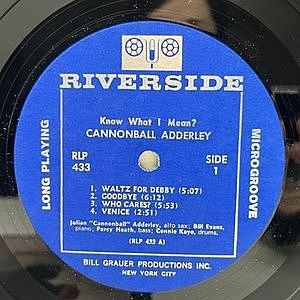 RIVERSIDE
Know What I Mean?
CANNONBALL ADDERLEY
RLP 433
SIDE 1
LONG PLAYING
MICROGROOVE
1. WALTZ FOR DEBBY (5:07)
2. GOODBYE (6:12)
3. WHO CARES? (5:53)
4. VENICE (2:51)
Julian "Cannonball" Adderley, alto sax; Bill Evans,
piano; Percy Heath, bass; Connie Kaye, drums.
(RLP 433 A)
BILL GRAUER PRODUCTIONS INC.
NEW YORK CITY